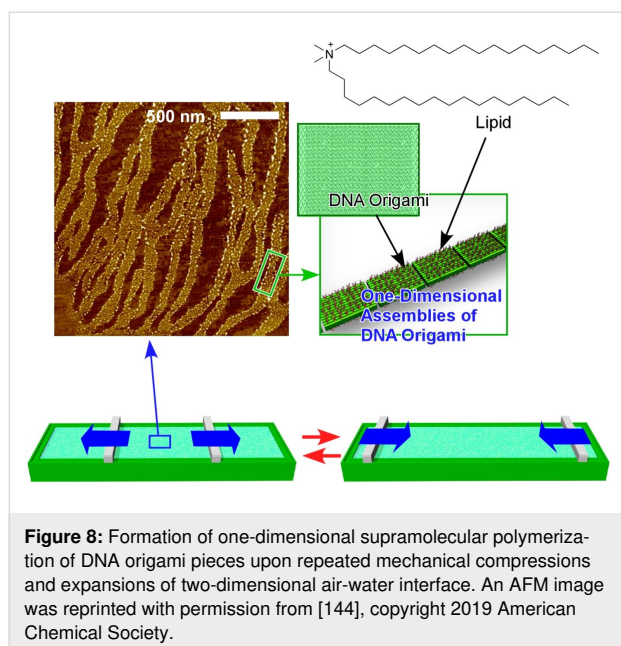 N
+
500 nm
Lipid
DNA Origami
One-Dimensional
Assemblies of
DNA Origami
Figure 8: Formation of one-dimensional supramolecular polymeriza-
tion of DNA origami pieces upon repeated mechanical compressions
and expansions of two-dimensional air-water interface. An AFM image
was reprinted with permission from [144], copyright 2019 American
Chemical Society.